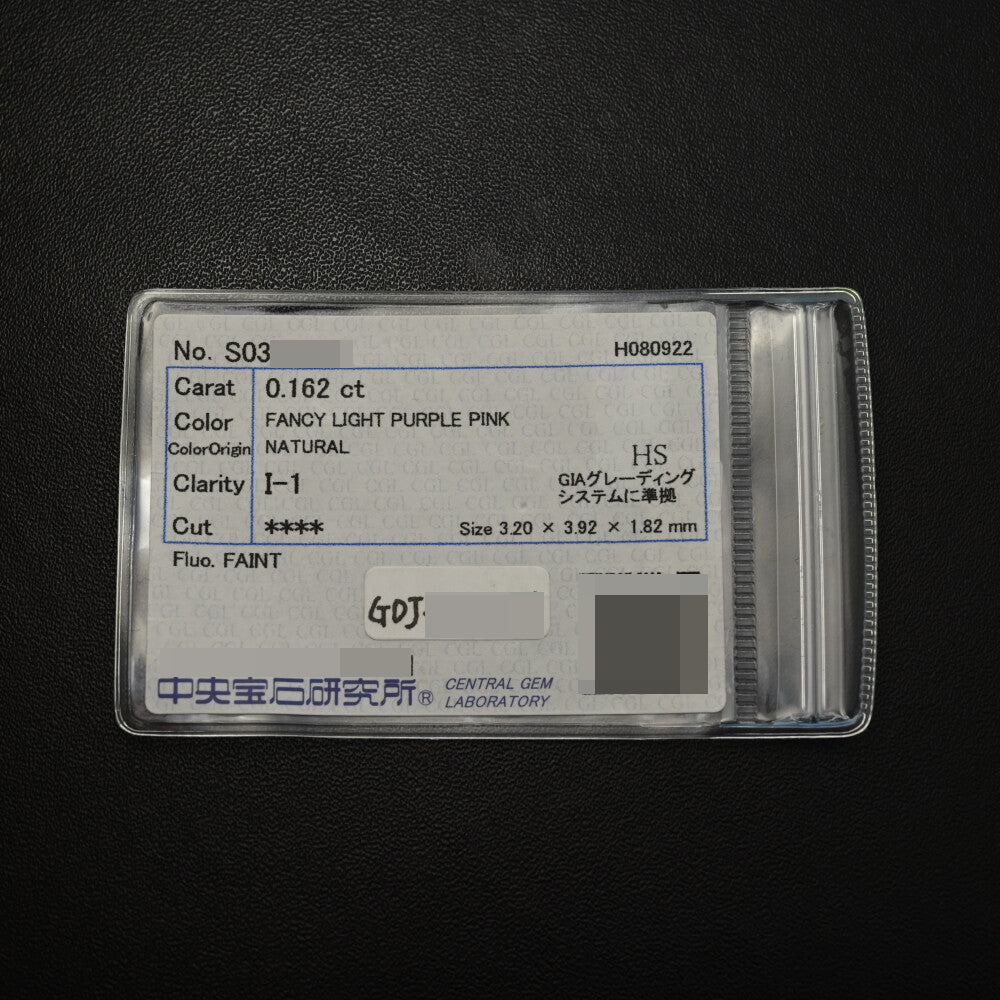 No. S03
H080922
Carat 0.162 ct
Color FANCY LIGHT PURPLE PINK
ColorOrigin NATURAL
HS
Clarity I-1
GIAグレーディング
システムに準拠
Cut ****
Size 3.20 × 3.92 × 1.82 mm
Fluo. FAINT
GDJ
中央宝石研究所® CENTRAL GEM
LABORATORY